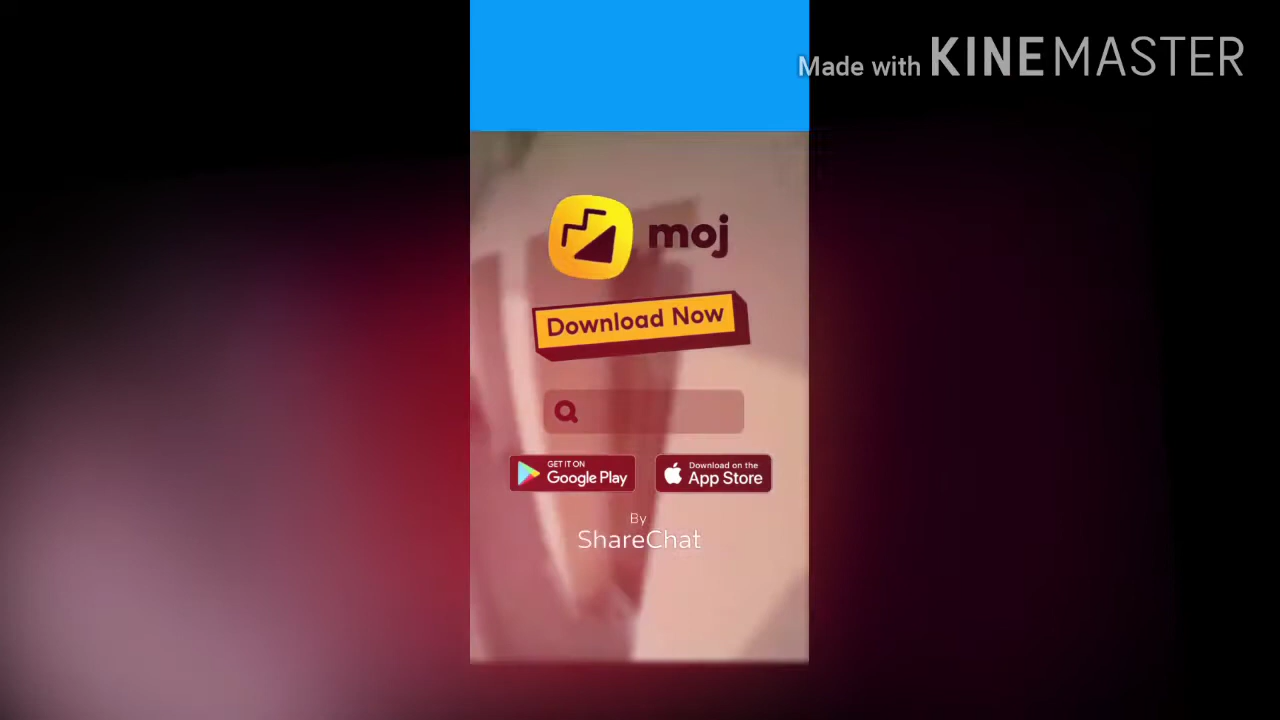 Made with KINEMASTER
moj
Download Now
GET IT ON
Google Play
Download on the
App Store
By
ShareChat